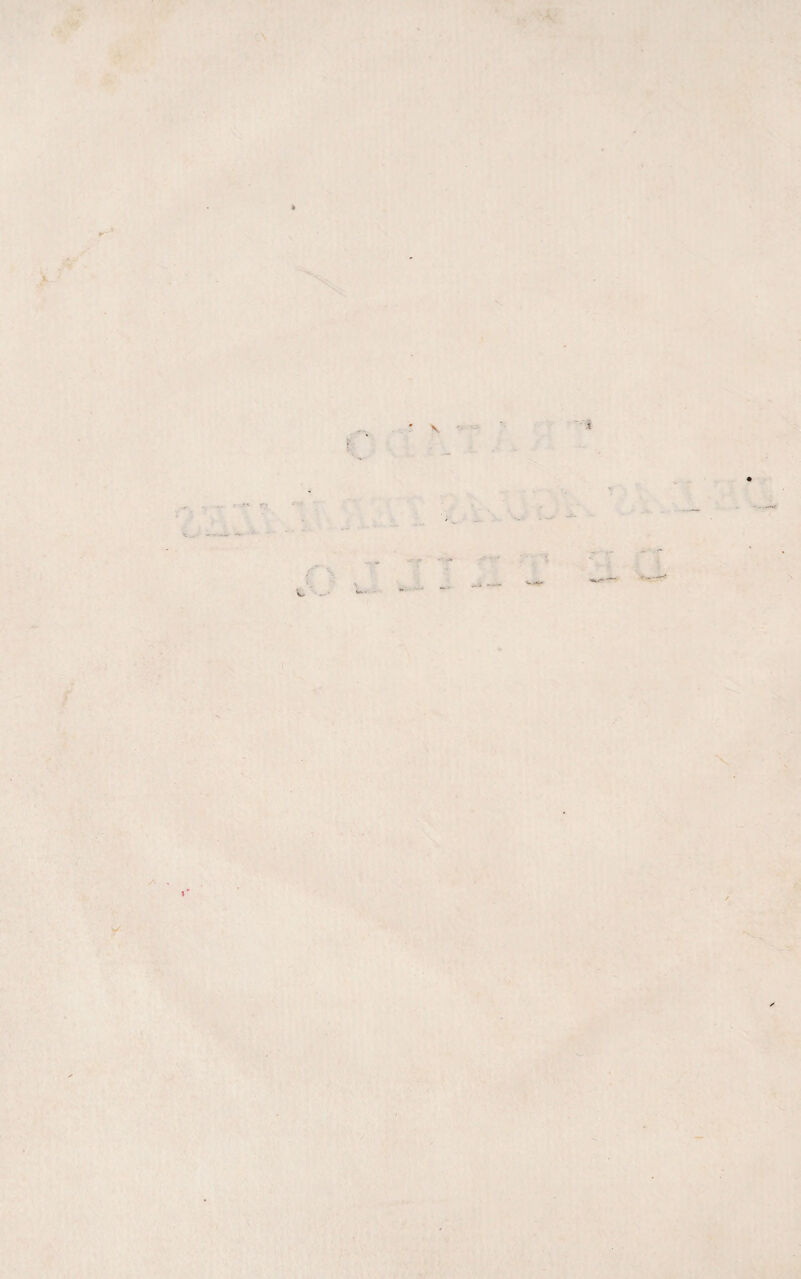 TRATADO
DE LAS AGUAS TERMALES
DE TRILLO.